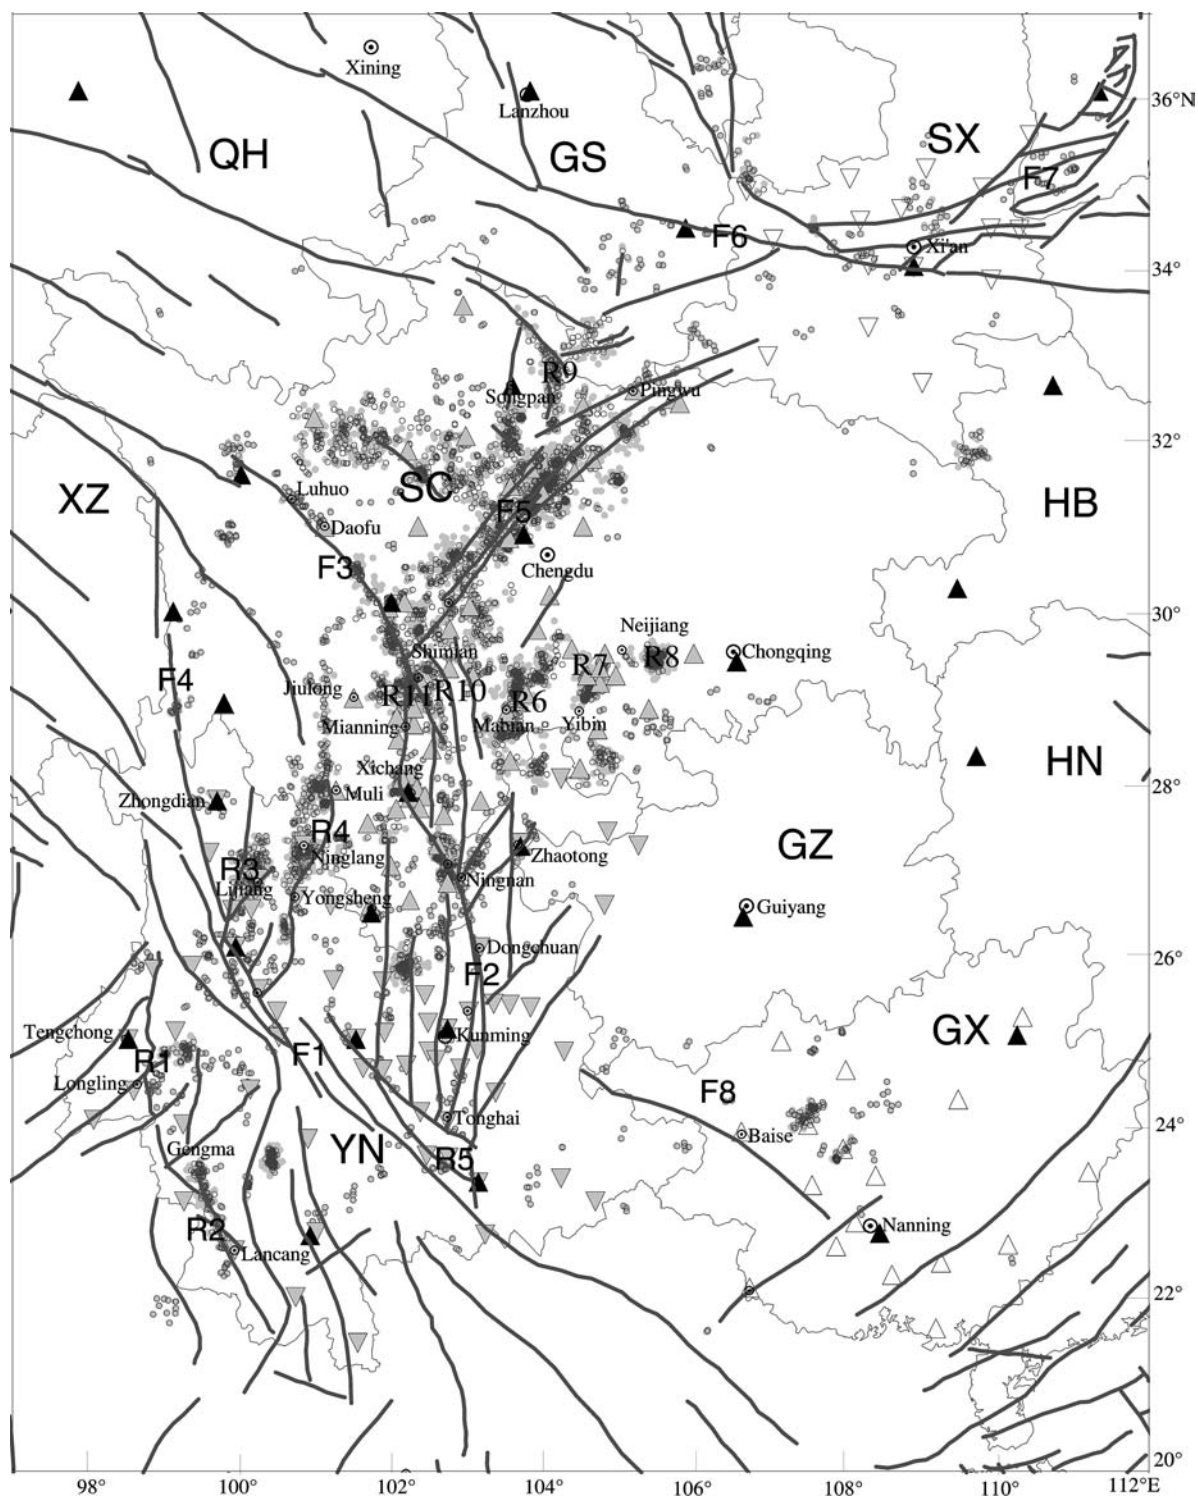 Xining
Lanzhou
36°N
QH
GS
SX
F7
F6
Xi'an
34°
R9
Songpan
Pingwu
32°
XZ
SC
Luhuo
Daofu
F5
HB
F3
Chengdu
30°
Neijiang
Shimian
R7
R8
Chongqing
F4
Jiulong
R11
R10
R6
Mianning
Mabian
Yibin
HN
Xichang
Zhongdian
Muli
28°
R4
Ninglang
Zhaotong
GZ
R3
Lijiang
Yongsheng
Ningnan
Guiyang
Dongchuan
26°
F2
Tengchong
Kunming
GX
R1
F1
Longling
F8
Tonghai
Baise
24°
Gengma
YN
R5
R2
Lancang
Nanning
22°
20°
98°
100°
102°
104°
106°
108°
110°
112°E